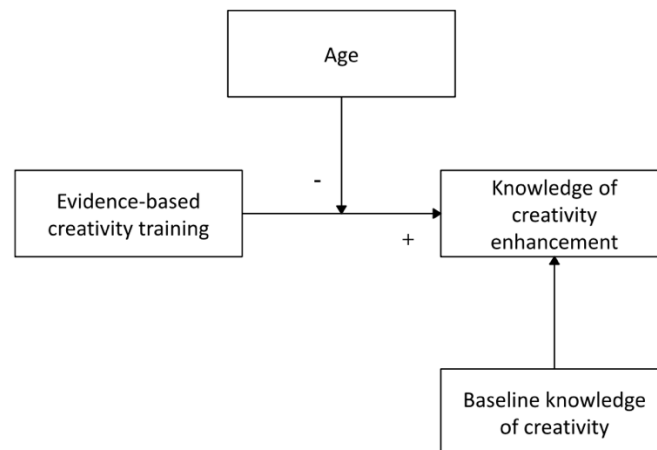 Age
-
Evidence-based
creativity training
+
Knowledge of
creativity
enhancement
Baseline knowledge
of creativity